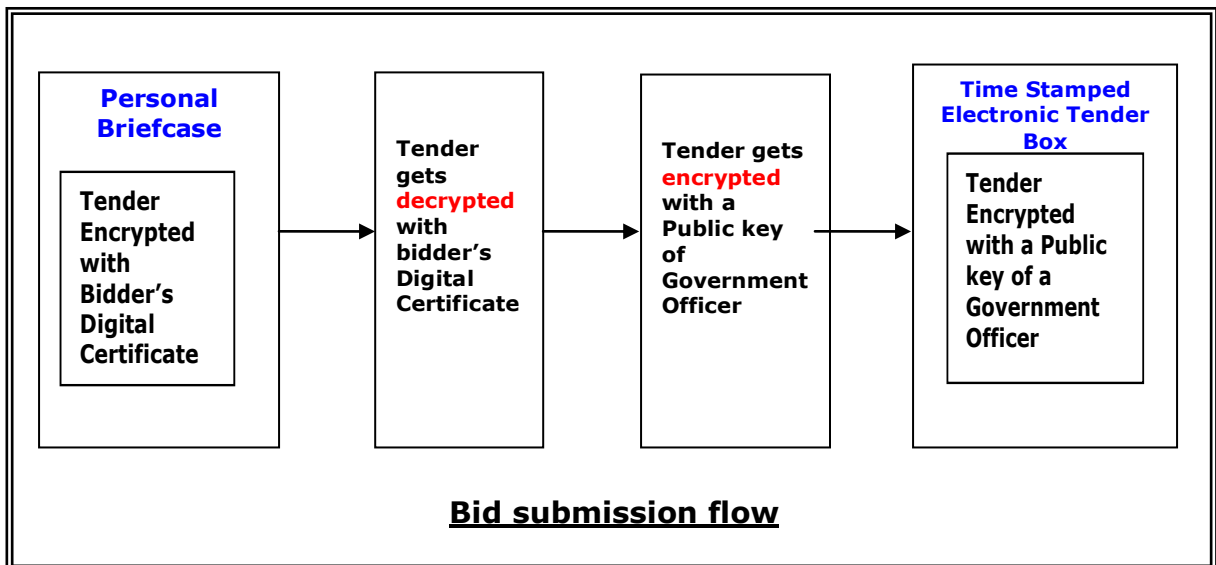 Personal
Briefcase
Tender
Encrypted
with
Bidder's
Digital
Certificate
Tender
gets
decrypted
with
bidder's
Digital
Certificate
Tender gets
encrypted
with a
Public key
of
Government
Officer
Time Stamped
Electronic Tender
Box
Tender
Encrypted
with a Public
key of a
Government
Officer
Bid submission flow